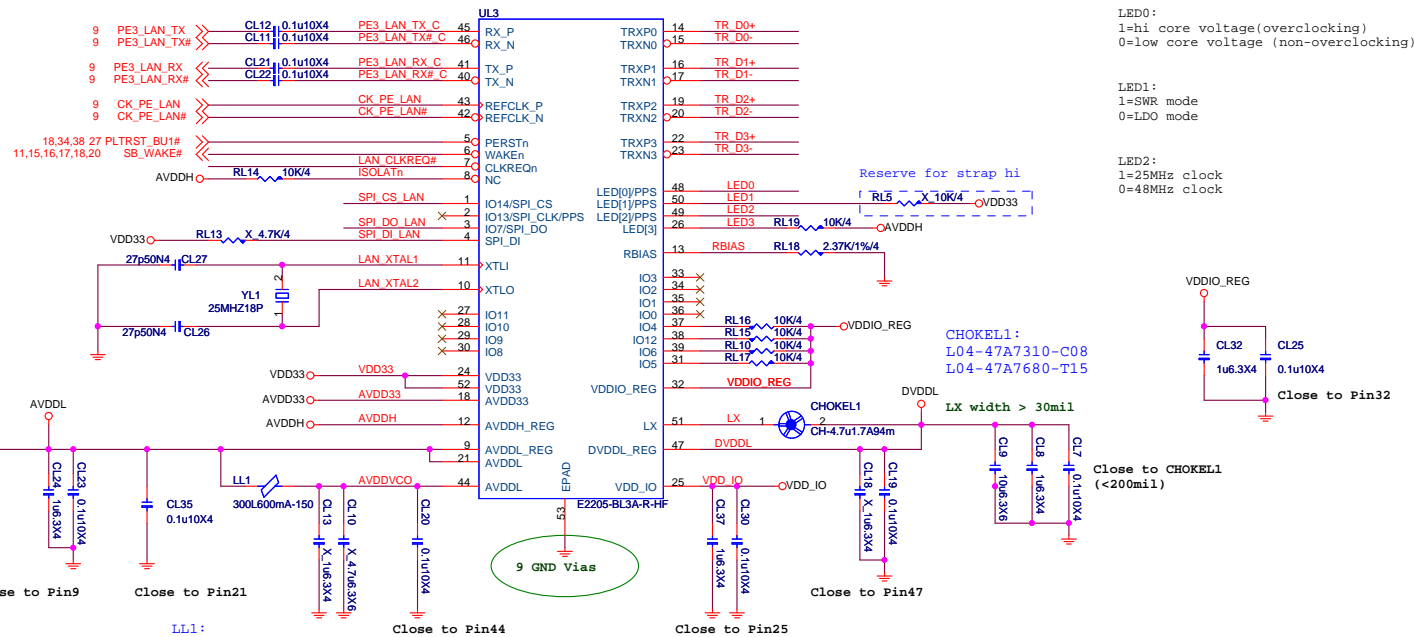 UL3
9 PE3_LAN_TX CL12 0.1u10X4 PE3_LAN_TX_C 45 RX_P TRXP0 14 TR_D0+
9 PE3_LAN_TX# CL11 0.1u10X4 PE3_LAN_TX#_C 46 RX_N TRXN0 15 TR_D0-
9 PE3_LAN_RX CL21 0.1u10X4 PE3_LAN_RX_C 41 TX_P TRXP1 16 TR_D1+
9 PE3_LAN_RX# CL22 0.1u10X4 PE3_LAN_RX#_C 40 TX_N TRXN1 17 TR_D1-
9 CK_PE_LAN CK_PE_LAN 43 REFCLK_P TRXP2 19 TR_D2+
9 CK_PE_LAN# CK_PE_LAN# 42 REFCLK_N TRXN2 20 TR_D2-
18,34,38 27 PLTRST_BU1# 5 PERSTn TRXP3 22 TR_D3+
11,15,16,17,18,20 SB_WAKE# 6 WAKEn TRXN3 23 TR_D3-
LAN_CLKREQ# 7 CLKREQn
AVDDH RL14 10K/4 ISOLATn 8 NC
LED[0]/PPS 48 LED0
SPI_CS_LAN 1 IO14/SPI_CS LED[1]/PPS 50 LED1 RL5 X_10K/4 VDD33
Reserve for strap hi
2 IO13/SPI_CLK/PPS LED[2]/PPS 49 LED2
SPI_DO_LAN 3 IO7/SPI_DO LED[3] 26 LED3 RL19 10K/4 AVDDH
VDD33 RL13 X_4.7K/4 SPI_DI_LAN 4 SPI_DI
RBIAS 13 RBIAS RL18 2.37K/1%/4
27p50N4 CL27 LAN_XTAL1 11 XTLI
YL1
25MHZ18P
2
1
LAN_XTAL2 10 XTLO
27p50N4 CL26
IO3 33
IO2 34
IO1 35
IO0 36
27 IO11 IO4 37 RL16 10K/4 VDDIO_REG
28 IO10 IO12 38 RL15 10K/4
29 IO9 IO6 39 RL10 10K/4
30 IO8 IO5 31 RL17 10K/4
VDD33 VDD33 24 VDD33
52 VDD33 VDDIO_REG 32 VDDIO_REG
VDD33 AVDD33 18 AVDD33
AVDDH AVDDH 12 AVDDH_REG LX 51 LX 1 CHOKEL1 2
CH-4.7u1.7A94m
9 AVDDL_REG DVDDL_REG 47 DVDDL
21 AVDDL
AVDDVCO 44 AVDDL VDD_IO 25 VDD_IO VDD_IO
EPAD
53
E2205-BL3A-R-HF
9 GND Vias
AVDDL
CL24 1u6.3X4
CL23 0.1u10X4
CL35
0.1u10X4
LL1
300L600mA-150
CL13 X_1u6.3X4
CL10 X_4.7u6.3X6
CL20 0.1u10X4
CL37 1u6.3X4
CL30 0.1u10X4
CL18 X_1u6.3X4
CL19 0.1u10X4
DVDDL
LX width > 30mil
CL9 10u6.3X6
CL8 1u6.3X4
CL7 0.1u10X4
Close to CHOKEL1
(<200mil)
CHOKEL1:
L04-47A7310-C08
L04-47A7680-T15
VDDIO_REG
CL32
1u6.3X4
CL25
0.1u10X4
Close to Pin32
LED0:
1=hi core voltage(overclocking)
0=low core voltage (non-overclocking)
LED1:
1=SWR mode
0=LDO mode
LED2:
1=25MHz clock
0=48MHz clock
se to Pin9
Close to Pin21
Close to Pin47
LL1:
Close to Pin44
Close to Pin25